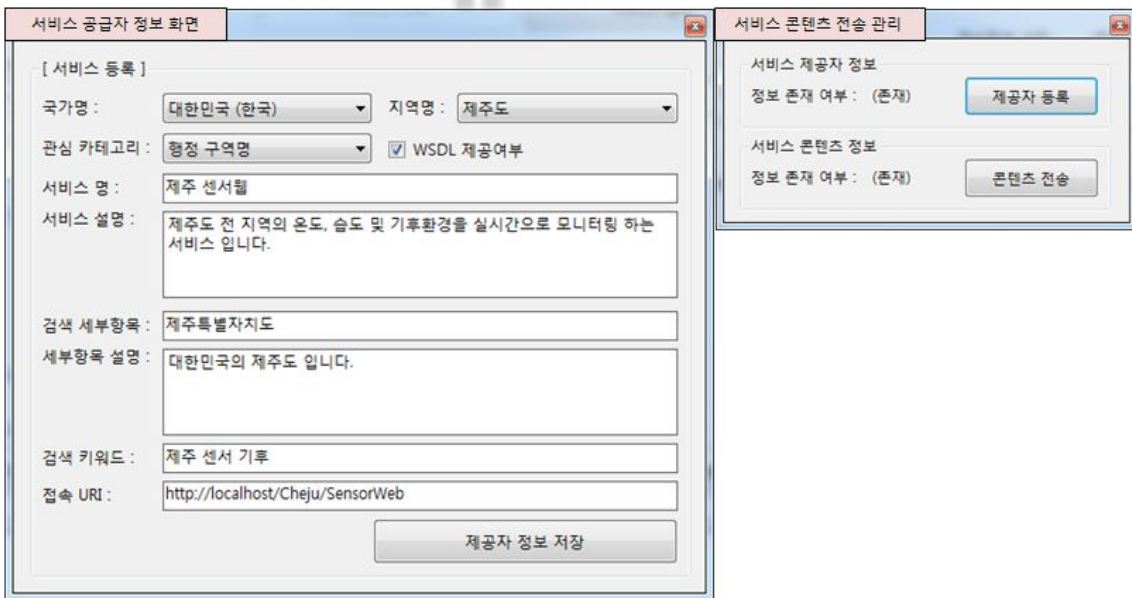 서비스 공급자 정보 화면
[ 서비스 등록 ]
국가명 : 대한민국 (한국) 지역명 : 제주도
관심 카테고리 : 행정 구역명 WSDL 제공여부
서비스 명 : 제주 센서웹
서비스 설명 : 제주도 전 지역의 온도, 습도 및 기후환경을 실시간으로 모니터링 하는
서비스 입니다.
검색 세부항목 : 제주특별자치도
세부항목 설명 : 대한민국의 제주도 입니다.
검색 키워드 : 제주 센서 기후
접속 URI : http://localhost/Cheju/SensorWeb
제공자 정보 저장
서비스 콘텐츠 전송 관리
서비스 제공자 정보
정보 존재 여부 : (존재) 제공자 등록
서비스 콘텐츠 정보
정보 존재 여부 : (존재) 콘텐츠 전송